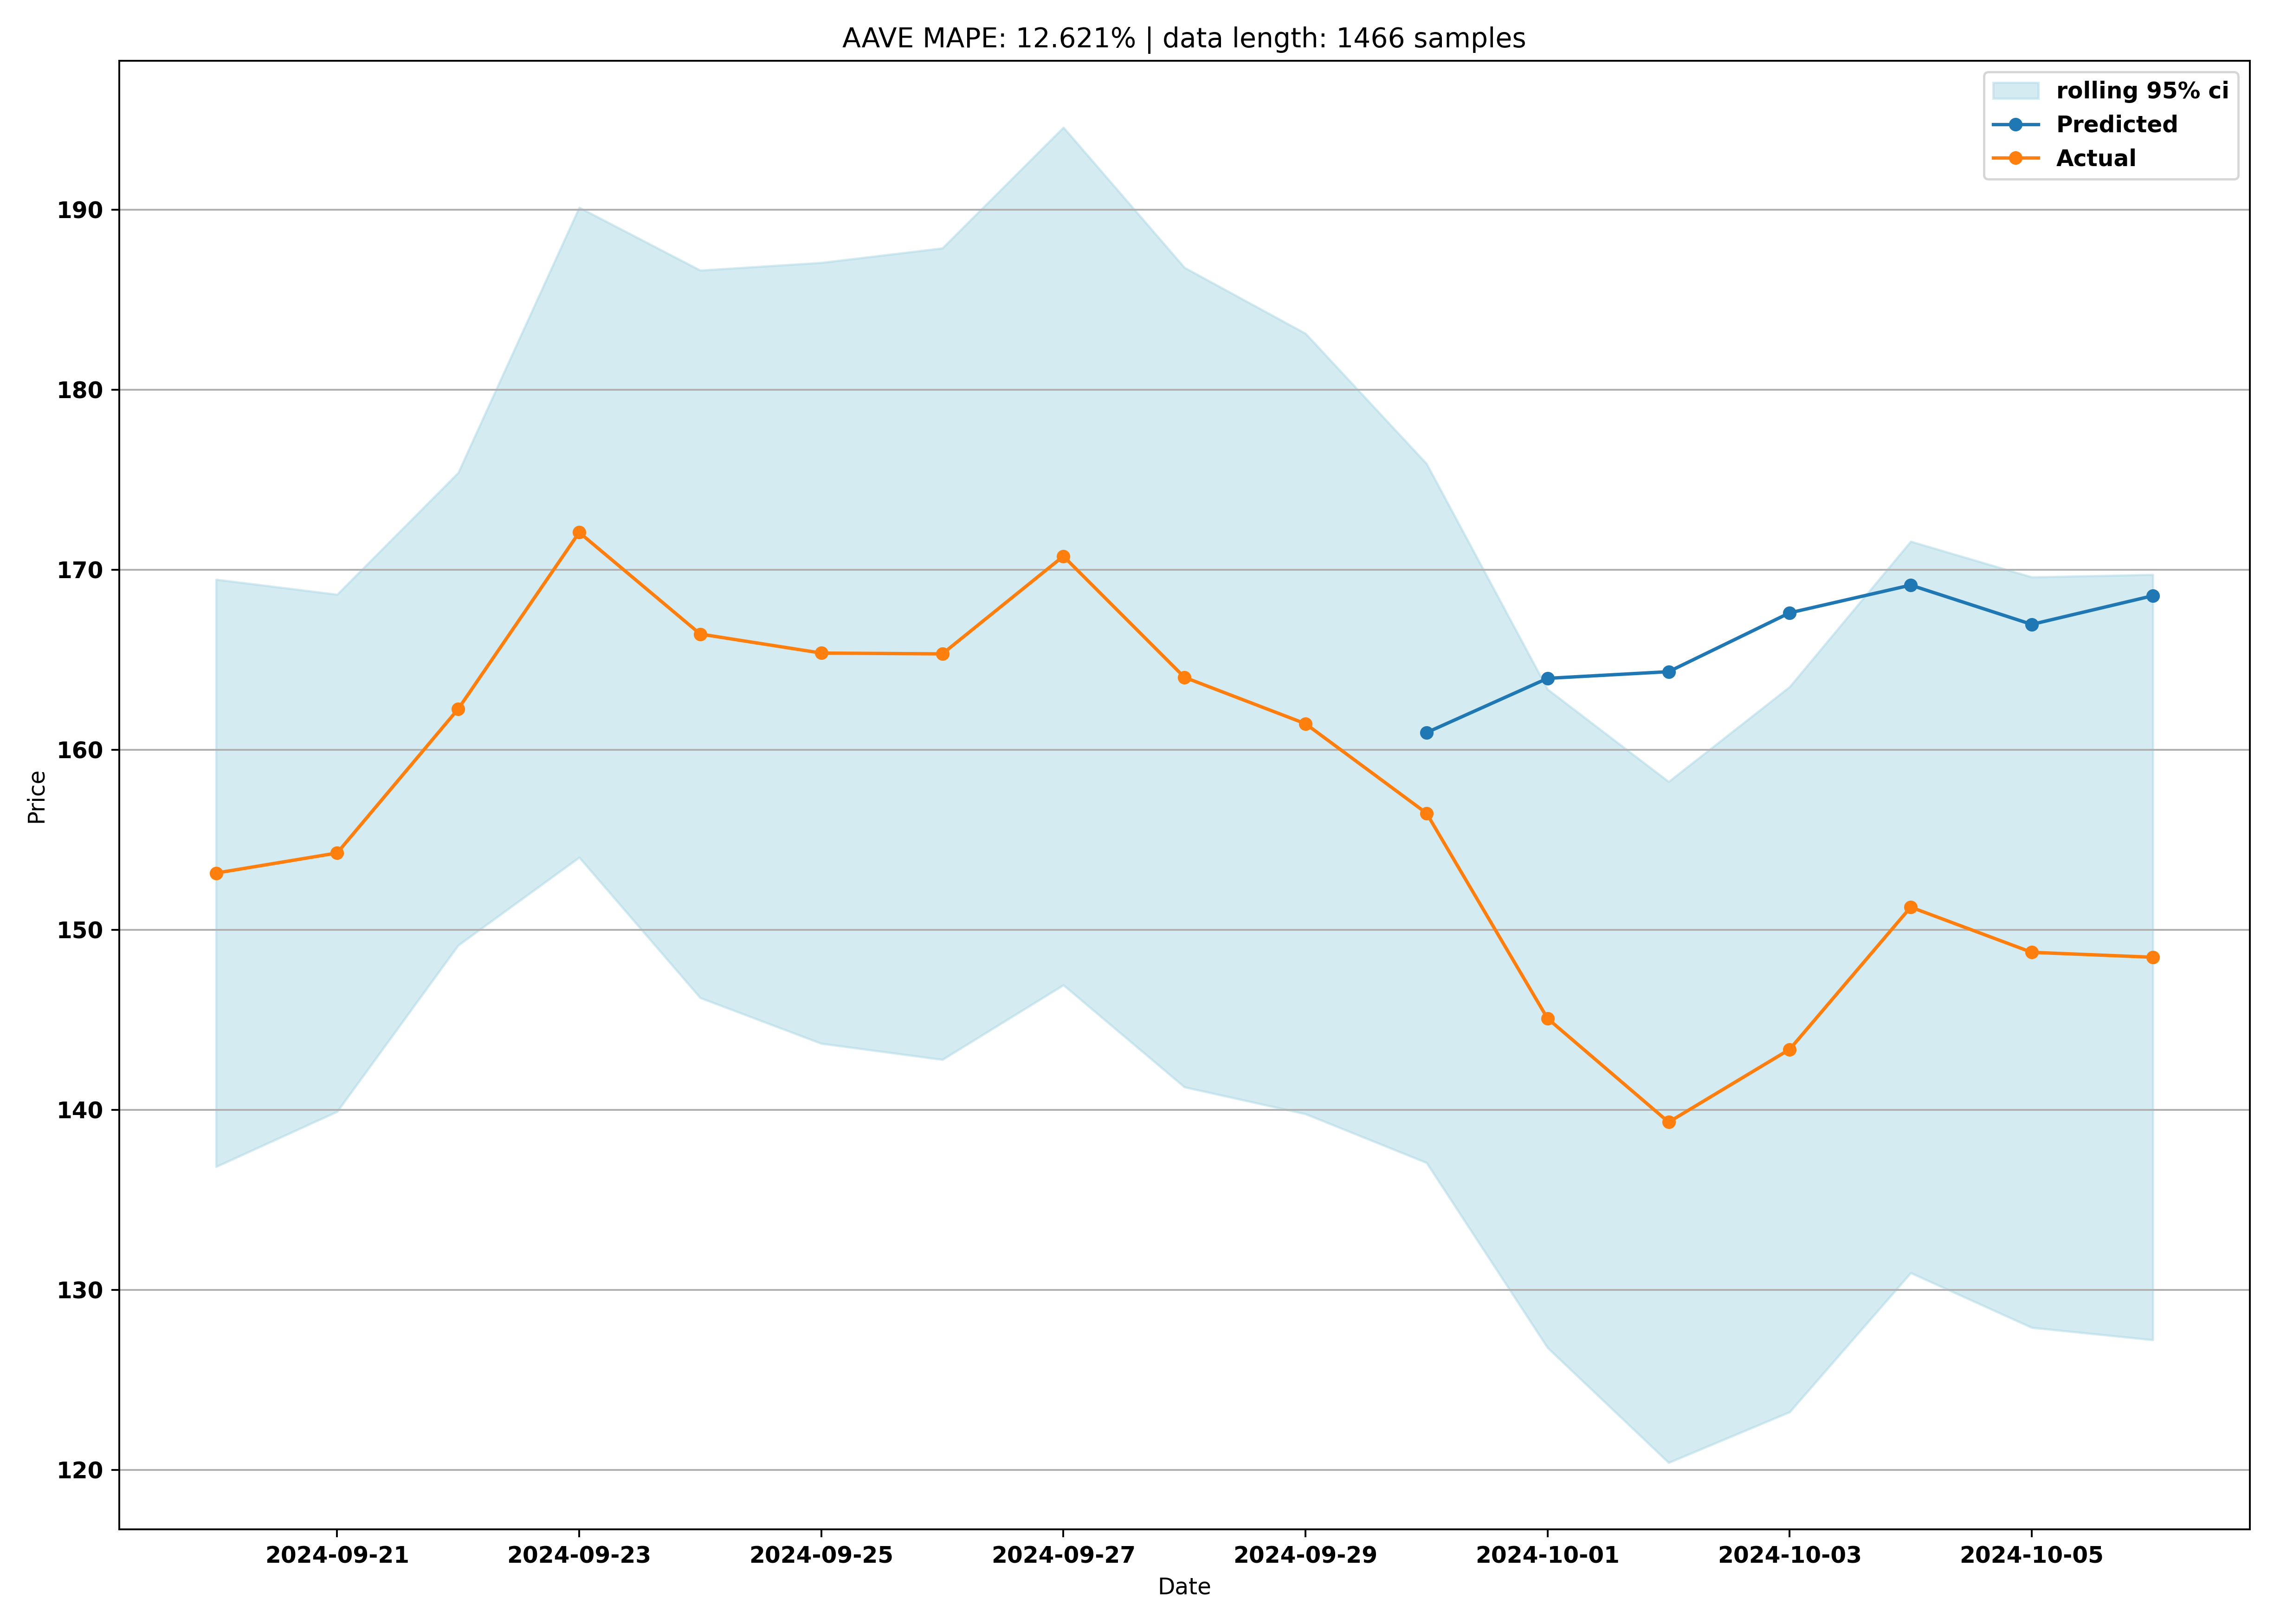 AAVE MAPE: 12.621% | data length: 1466 samples
rolling 95% ci
Predicted
Actual
190
180
170
160
150
140
130
120
Price
2024-09-21
2024-09-23
2024-09-25
2024-09-27
2024-09-29
2024-10-01
2024-10-03
2024-10-05
Date